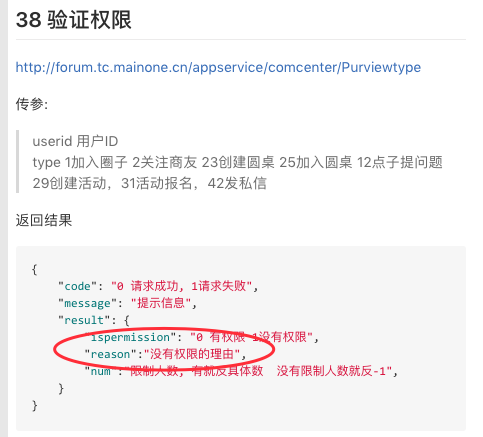 38 验证权限
http://forum.tc.mainone.cn/appservice/comcenter/Purviewtype
传参:
userid 用户ID
type 1加入圈子 2关注商友 23创建圆桌 25加入圆桌 12点子提问题
29创建活动，31活动报名，42发私信
返回结果
{
"code": "0 请求成功, 1请求失败",
"message": "提示信息",
"result": {
"ispermission": "0 有权限 1没有权限",
"reason":"没有权限的理由",
"num":"限制人数, 有就反具体数 没有限制人数就反-1",
}
}